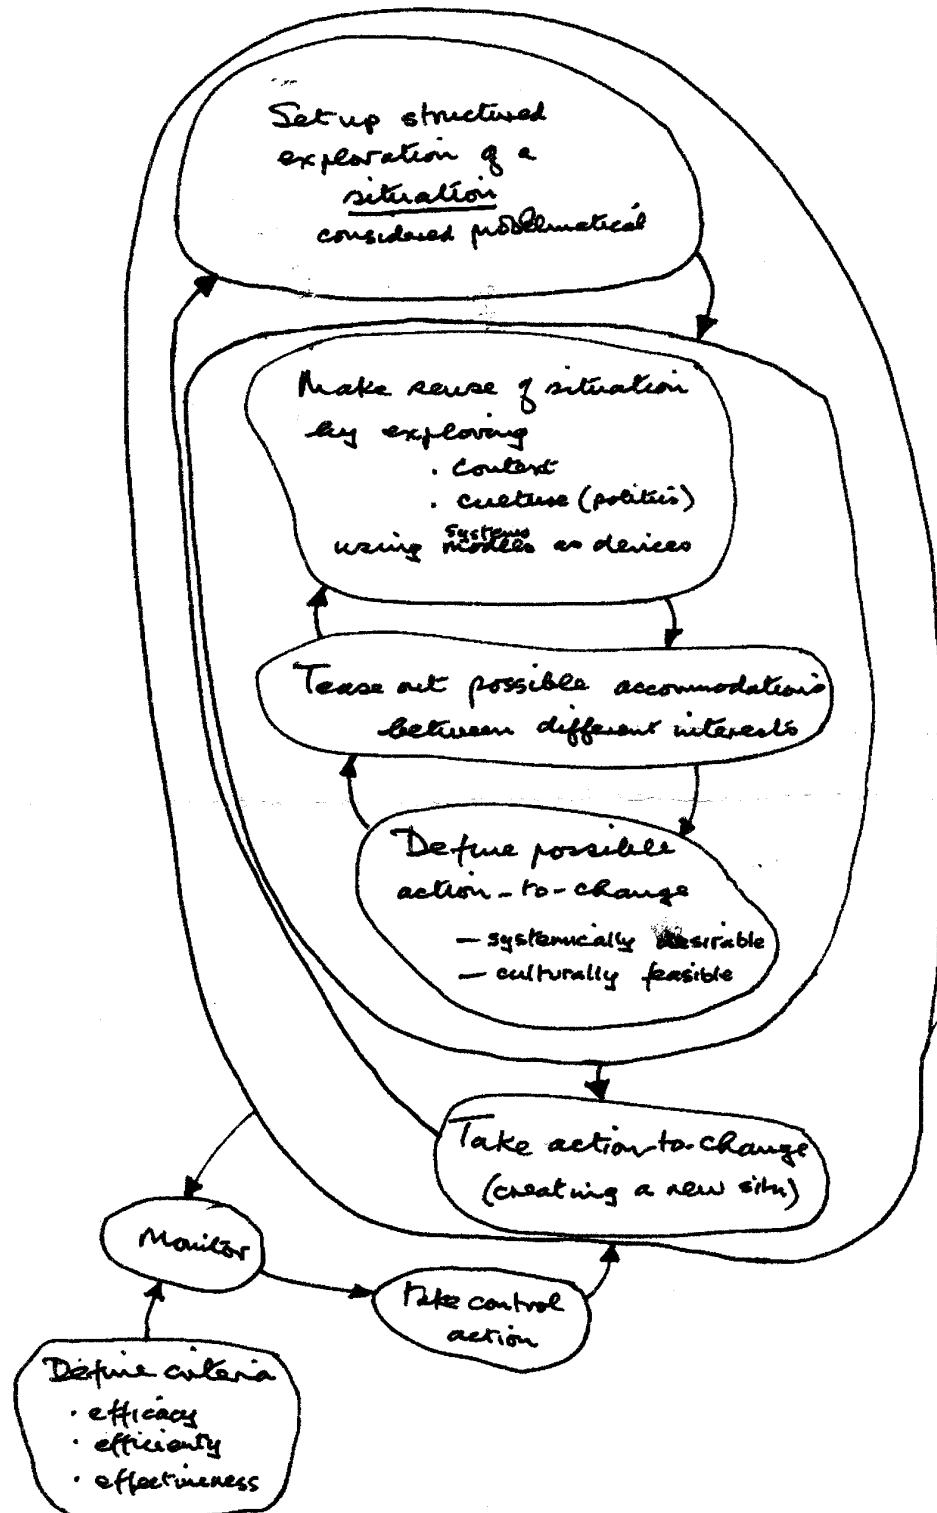 Set up structured
exploration of a
situation
considered problematical
Make sense of situation
by exploring
. context
. culture (politics)
systems
using models as devices
Tease out possible accommodations
between different interests
Define possible
action-to-change
— systemically desirable
— culturally feasible
Take action-to-change
(creating a new sitn)
Monitor
Take control
action
Define criteria
. efficacy
. efficiency
. effectiveness